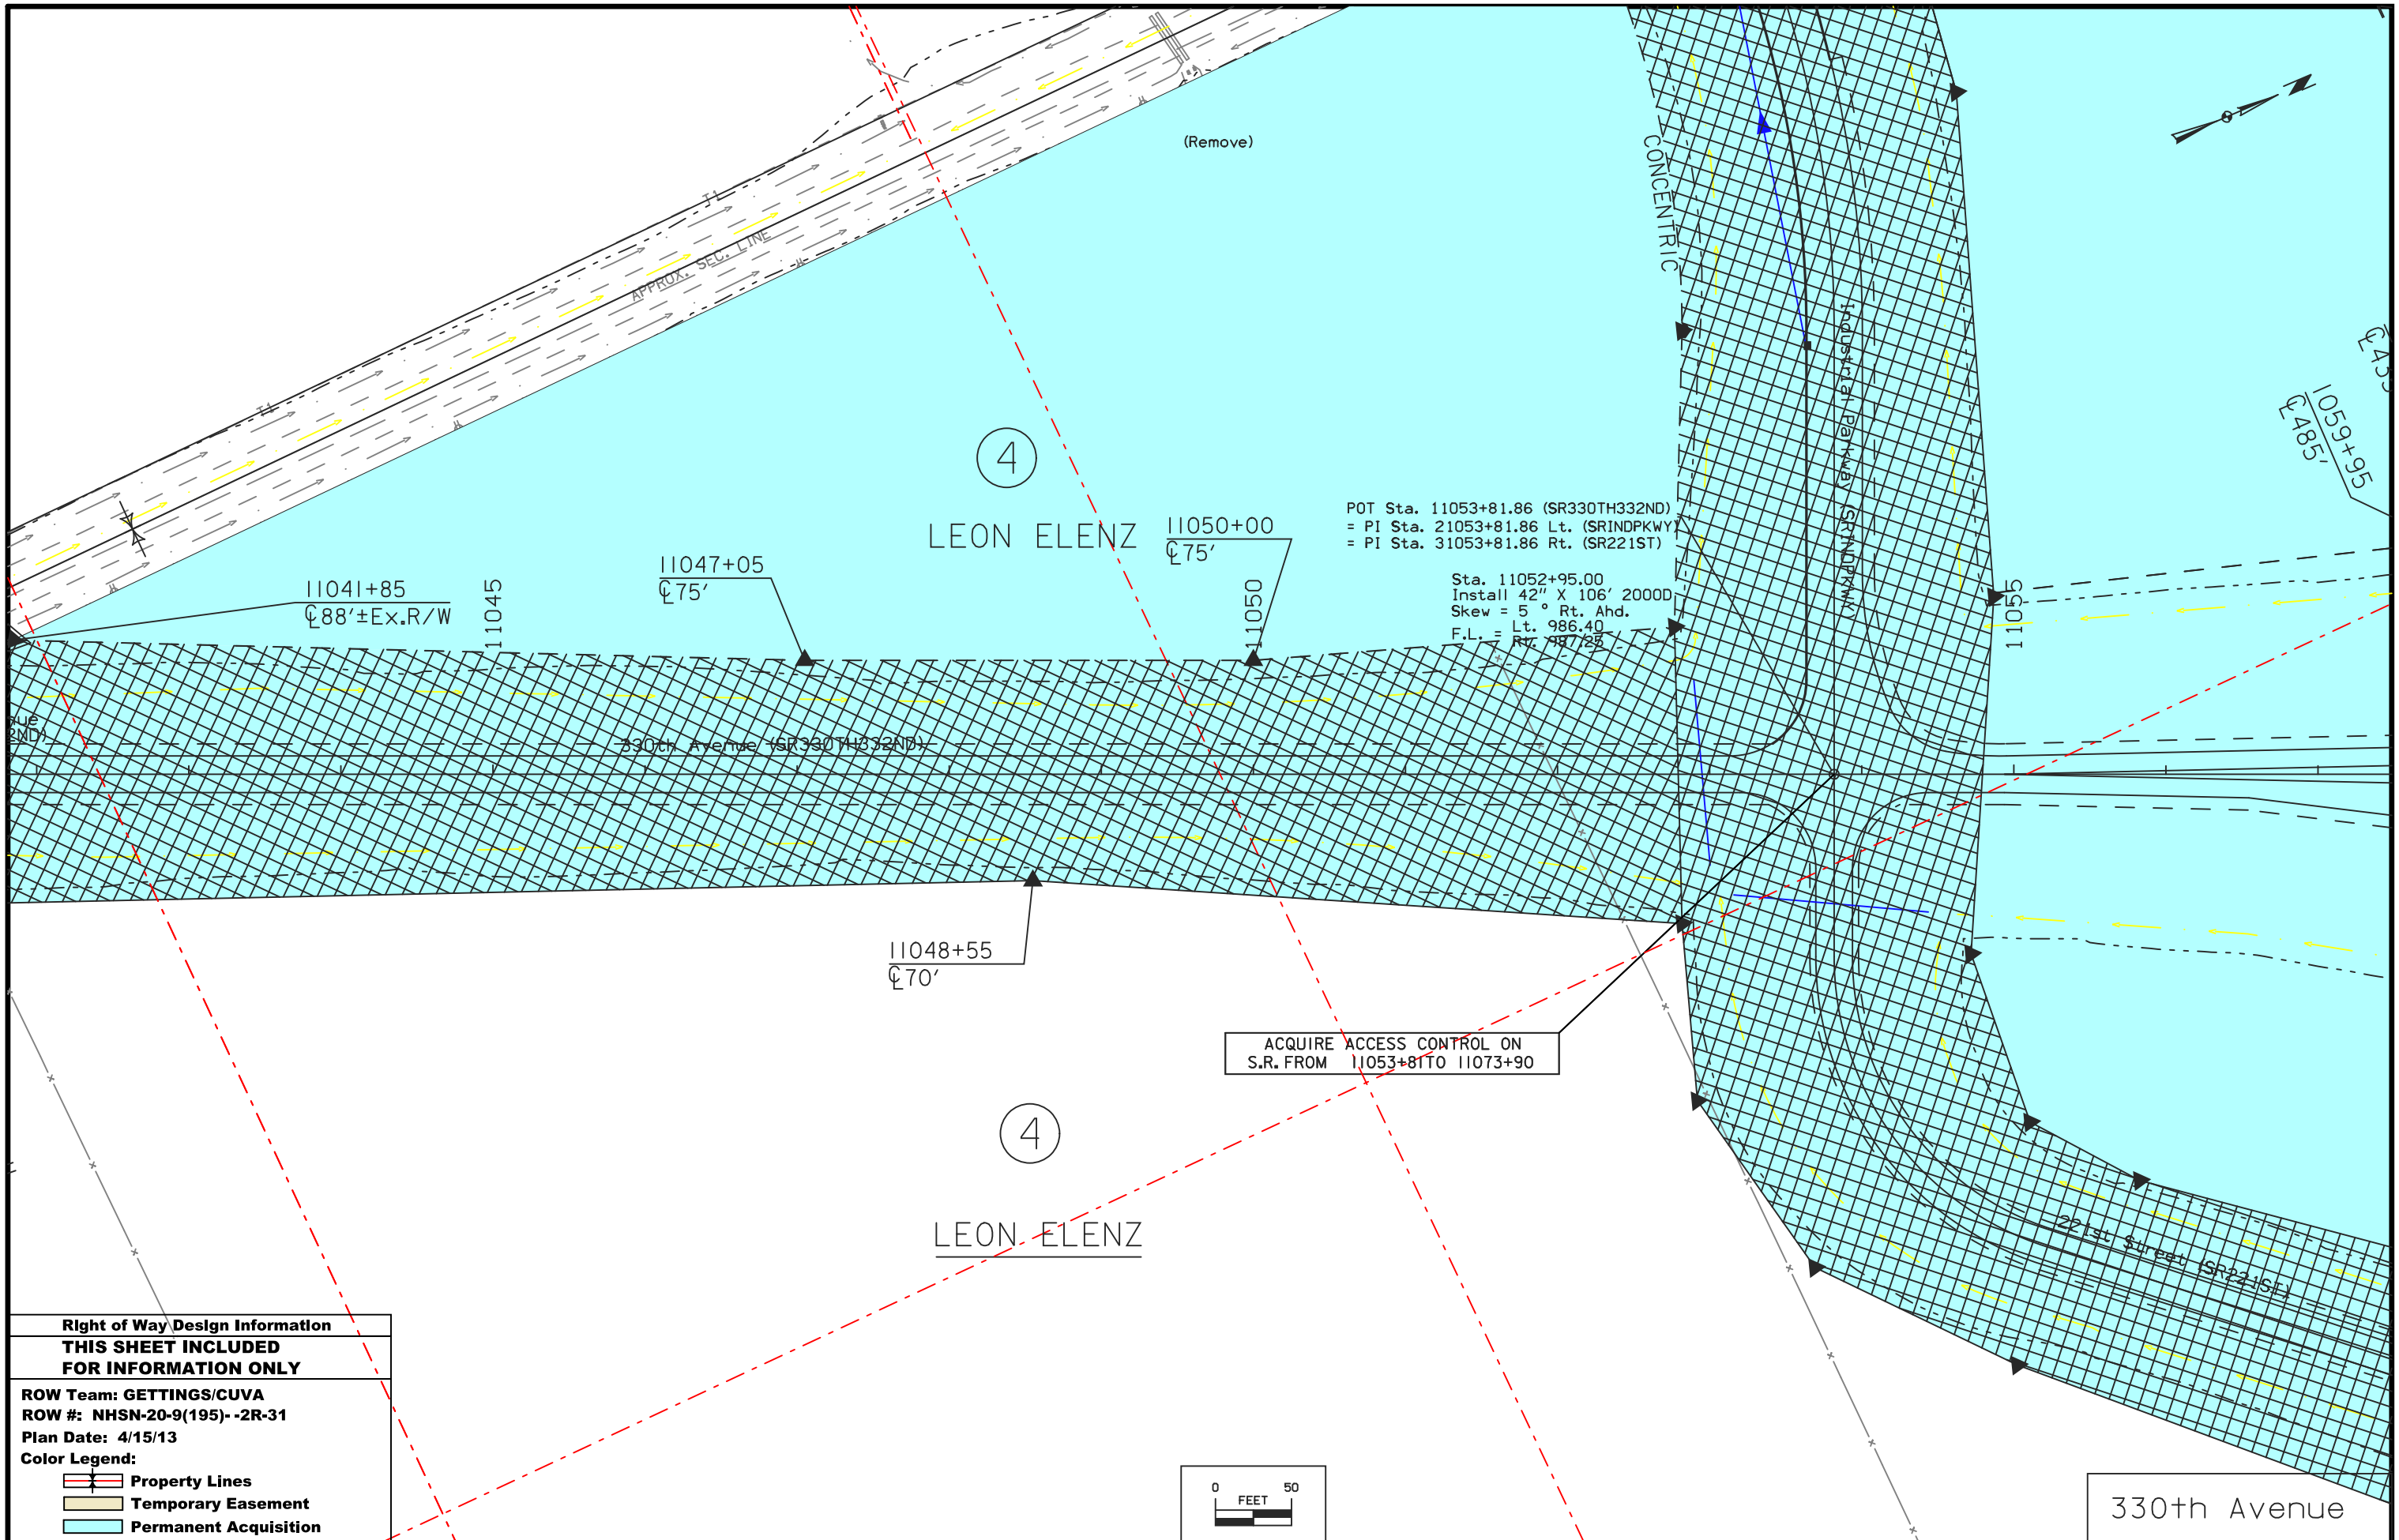 (Remove)
CONCENTRIC
APPROX. SEC. LINE
Industrial Parkway (SRINDPKWY)
1059+95
℄485'
4
LEON ELENZ
11050+00
℄75'
POT Sta. 11053+81.86 (SR330TH332ND)
= PI Sta. 21053+81.86 Lt. (SRINDPKWY)
= PI Sta. 31053+81.86 Rt. (SR221ST)
11047+05
℄75'
11041+85
℄88'±Ex.R/W
11045
11050
11055
Sta. 11052+95.00
Install 42" X 106' 2000D
Skew = 5 ° Rt. Ahd.
F.L. = Lt. 986.40
Rt. 987.25
330th Avenue (SR330TH332ND)
11048+55
℄70'
ACQUIRE ACCESS CONTROL ON
S.R. FROM 11053+81TO 11073+90
4
LEON ELENZ
221st Street (SR221ST)
Right of Way Design Information
THIS SHEET INCLUDED
FOR INFORMATION ONLY
ROW Team: GETTINGS/CUVA
ROW #: NHSN-20-9(195)--2R-31
Plan Date: 4/15/13
Color Legend:
Property Lines
Temporary Easement
Permanent Acquisition
0 50
FEET
330th Avenue
N